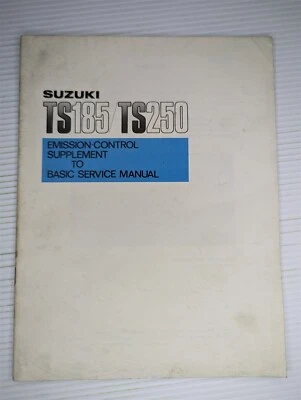 SUZUKI
TS185/TS250
EMISSION-CONTROL
SUPPLEMENT
TO
BASIC SERVICE MANUAL